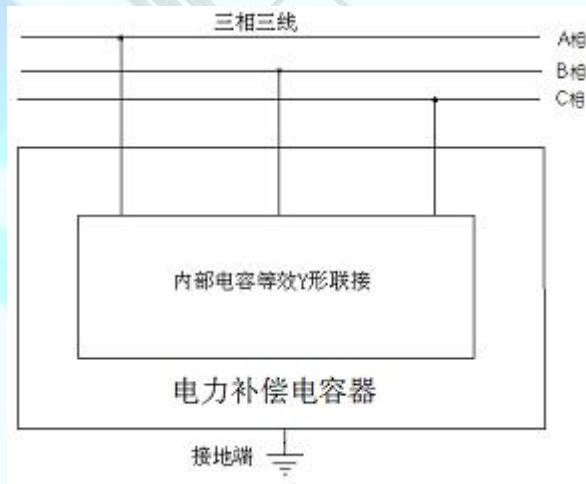 三相三线
A相
B相
C相
内部电容等效Y形联接
电力补偿电容器
接地端